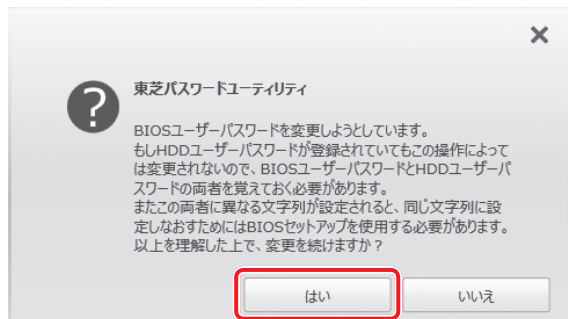 東芝パスワードユーティリティ
BIOSユーザーパスワードを変更しようとしています。
もしHDDユーザーパスワードが登録されていてもこの操作によって
は変更されないので、BIOSユーザーパスワードとHDDユーザーパ
スワードの両者を覚えておく必要があります。
またこの両者に異なる文字列が設定されると、同じ文字列に設
定しなおすためにはBIOSセットアップを使用する必要があります。
以上を理解した上で、変更を続けますか？
はい
いいえ